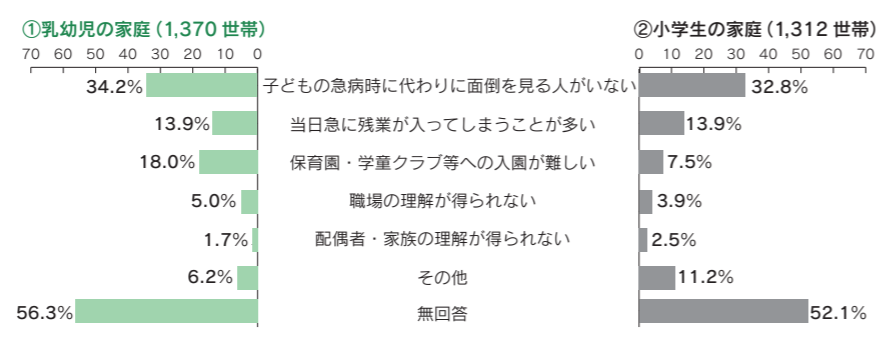 ①乳幼児の家庭（1,370 世帯） ②小学生の家庭（1,312 世帯）
70 60 50 40 30 20 10 0 0 10 20 30 40 50 60 70
34.2% 子どもの急病時に代わりに面倒を見る人がいない 32.8%
13.9% 当日急に残業が入ってしまうことが多い 13.9%
18.0% 保育園・学童クラブ等への入園が難しい 7.5%
5.0% 職場の理解が得られない 3.9%
1.7% 配偶者・家族の理解が得られない 2.5%
6.2% その他 11.2%
56.3% 無回答 52.1%